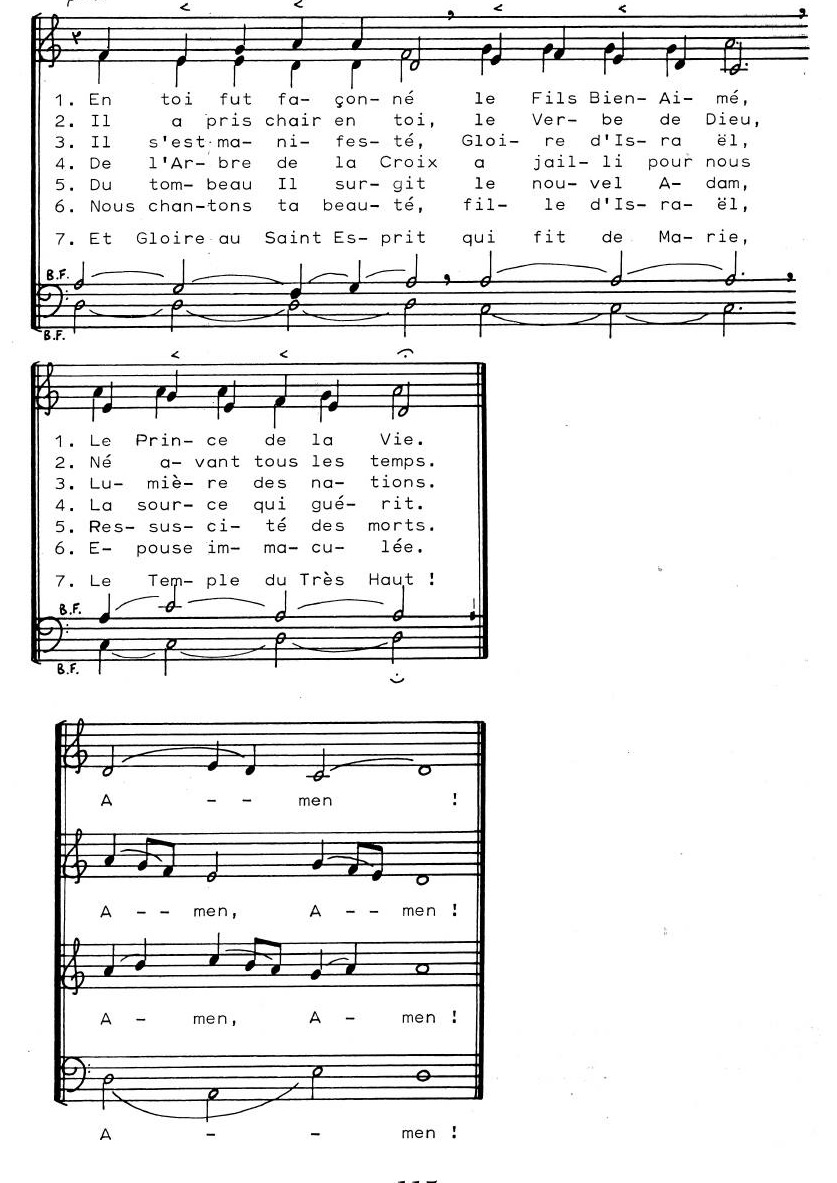 1. En toi fut fa- çon- né le Fils Bien- Ai- mé,
2. Il a pris chair en toi, le Ver- be de Dieu,
3. Il s'est ma- ni- fes- té, Gloi- re d'Is- ra ël,
4. De l'Ar- bre de la Croix a jail- li pour nous
5. Du tom- beau Il sur- git le nou- vel A- dam,
6. Nous chan-tons ta beau- té, fil- le d'Is- ra- ël,
7. Et Gloire au Saint Es- prit qui fit de Ma- rie,
B.F.
B.F.
1. Le Prin- ce de la Vie.
2. Né a- vant tous les temps.
3. Lu- miè- re des na- tions.
4. La sour- ce qui gué- rit.
5. Res- sus- ci- té des morts.
6. E- pouse im- ma- cu- lée.
7. Le Tem- ple du Très Haut !
B.F.
B.F.
A - - men !
A - - men, A - - men !
A - men, A - men !
A - - men !